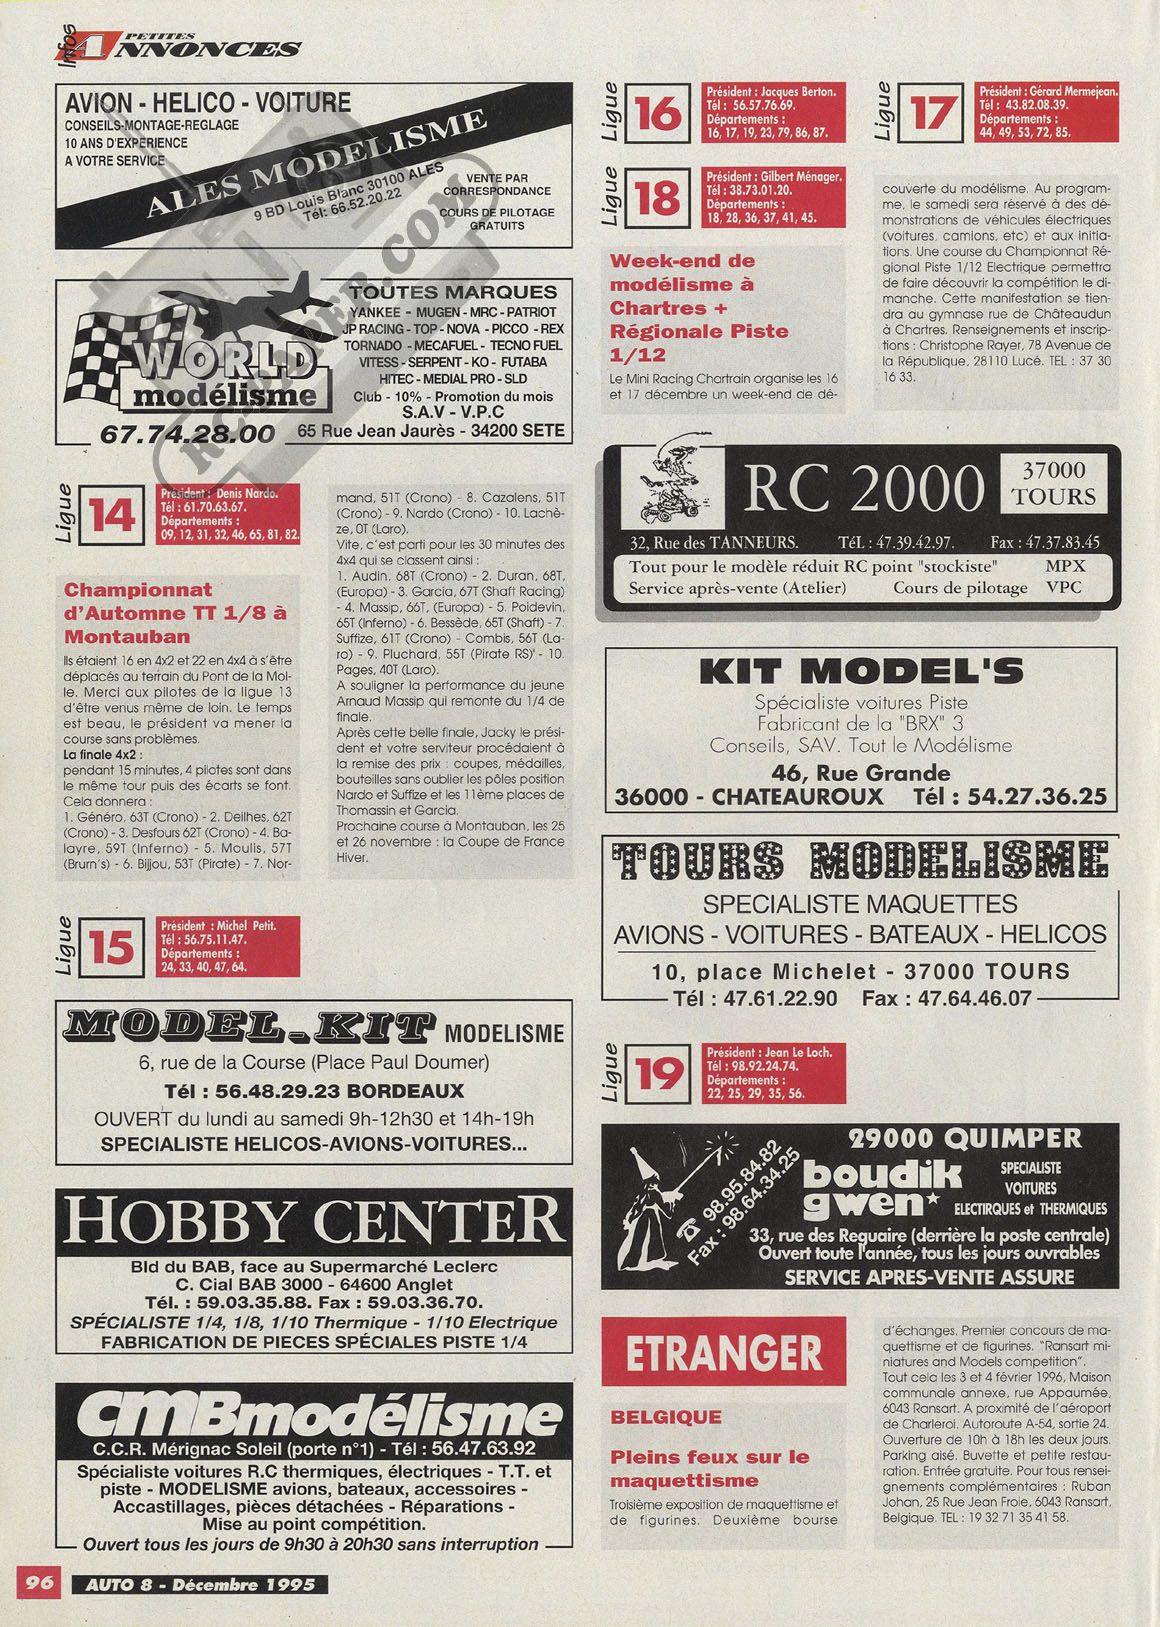 Infos
PETITES
ANNONCES
AVION - HELICO - VOITURE
CONSEILS-MONTAGE-REGLAGE
10 ANS D'EXPERIENCE
A VOTRE SERVICE
ALES MODELISME
9 BD Louis Blanc 30100 ALES
Tél: 66.52.20.22
VENTE PAR
CORRESPONDANCE
COURS DE PILOTAGE
GRATUITS
WORLD
modélisme
67.74.28.00
TOUTES MARQUES
YANKEE - MUGEN - MRC - PATRIOT
JP RACING - TOP - NOVA - PICCO - REX
TORNADO - MECAFUEL - TECNO FUEL
VITESS - SERPENT - KO - FUTABA
HITEC - MEDIAL PRO - SLD
Club - 10% - Promotion du mois
S.A.V - V.P.C
65 Rue Jean Jaurès - 34200 SETE
Ligue
14
Président : Denis Nardo.
Tél : 61.70.63.67.
Départements :
09, 12, 31, 32, 46, 65, 81, 82.
Championnat
d'Automne TT 1/8 à
Montauban
Ils étaient 16 en 4x2 et 22 en 4x4 à s'être
déplacés au terrain du Pont de la Mol-
le. Merci aux pilotes de la ligue 13
d'être venus même de loin. Le temps
est beau, le président va mener la
course sans problèmes.
La finale 4x2 :
pendant 15 minutes, 4 pilotes sont dans
le même tour puis des écarts se font.
Cela donnera :
1. Généro, 63T (Crono) - 2. Deilhes, 62T
(Crono) - 3. Desfours 62T (Crono) - 4. Ba-
layre, 59T (Inferno) - 5. Moulis, 57T
(Brum's) - 6. Bijjou, 53T (Pirate) - 7. Nor-
mand, 51T (Crono) - 8. Cazalens, 51T
(Crono) - 9. Nardo (Crono) - 10. Lachè-
ze, 0T (Laro).
Vite, c'est parti pour les 30 minutes des
4x4 qui se classent ainsi :
1. Audin, 68T (Crono) - 2. Duran, 68T,
(Europa) - 3. Garcia, 67T (Shaft Racing)
- 4. Massip, 66T, (Europa) - 5. Poidevin,
65T (Inferno) - 6. Bessède, 65T (Shaft) - 7.
Suffize, 61T (Crono) - Combis, 56T (La-
ro) - 9. Pluchard, 55T (Pirate RS) - 10.
Pages, 40T (Laro).
A souligner la performance du jeune
Arnaud Massip qui remonte du 1/4 de
finale.
Après cette belle finale, Jacky le prési-
dent et votre serviteur procédaient à
la remise des prix : coupes, médailles,
bouteilles sans oublier les pôles position
Nardo et Suffize et les 11ème places de
Thomassin et Garcia.
Prochaine course à Montauban, les 25
et 26 novembre : la Coupe de France
Hiver.
Ligue
15
Président : Michel Petit.
Tél : 56.75.11.47.
Départements :
24, 33, 40, 47, 64.
MODEL-KIT MODELISME
6, rue de la Course (Place Paul Doumer)
Tél : 56.48.29.23 BORDEAUX
OUVERT du lundi au samedi 9h-12h30 et 14h-19h
SPECIALISTE HELICOS-AVIONS-VOITURES...
HOBBY CENTER
Bld du BAB, face au Supermarché Leclerc
C. Cial BAB 3000 - 64600 Anglet
Tél. : 59.03.35.88. Fax : 59.03.36.70.
SPÉCIALISTE 1/4, 1/8, 1/10 Thermique - 1/10 Electrique
FABRICATION DE PIECES SPÉCIALES PISTE 1/4
CMBmodélisme
C.C.R. Mérignac Soleil (porte n°1) - Tél : 56.47.63.92
Spécialiste voitures R.C thermiques, électriques - T.T. et
piste - MODELISME avions, bateaux, accessoires -
Accastillages, pièces détachées - Réparations -
Mise au point compétition.
Ouvert tous les jours de 9h30 à 20h30 sans interruption
Ligue
16
Président : Jacques Berton.
Tél : 56.57.76.69.
Départements :
16, 17, 19, 23, 79, 86, 87.
Ligue
17
Président : Gérard Mermejean.
Tél : 43.82.08.39.
Départements :
44, 49, 53, 72, 85.
Ligue
18
Président : Gilbert Ménager.
Tél : 38.73.01.20.
Départements :
18, 28, 36, 37, 41, 45.
Week-end de
modélisme à
Chartres +
Régionale Piste
1/12
Le Mini Racing Chartrain organise les 16
et 17 décembre un week-end de dé-
couverte du modélisme. Au program-
me, le samedi sera réservé à des dé-
monstrations de véhicules électriques
(voitures, camions, etc) et aux initia-
tions. Une course du Championnat Ré-
gional Piste 1/12 Electrique permettra
de faire découvrir la compétition le di-
manche. Cette manifestation se tien-
dra au gymnase rue de Châteaudun
à Chartres. Renseignements et inscrip-
tions : Christophe Rayer, 78 Avenue de
la République, 28110 Lucé. TEL : 37 30
16 33.
RC 2000
37000
TOURS
32, Rue des TANNEURS. TéL : 47.39.42.97. Fax : 47.37.83.45
Tout pour le modèle réduit RC point "stockiste" MPX
Service après-vente (Atelier) Cours de pilotage VPC
KIT MODEL'S
Spécialiste voitures Piste
Fabricant de la "BRX" 3
Conseils, SAV. Tout le Modélisme
46, Rue Grande
36000 - CHATEAUROUX Tél : 54.27.36.25
TOURS MODELISME
SPECIALISTE MAQUETTES
AVIONS - VOITURES - BATEAUX - HELICOS
10, place Michelet - 37000 TOURS
Tél : 47.61.22.90 Fax : 47.64.46.07
Ligue
19
Président : Jean Le Loch.
Tél : 98.92.24.74.
Départements :
22, 25, 29, 35, 56.
☎ 98.95.84.82
Fax : 98.64.34.25
29000 QUIMPER
boudik
gwen*
SPECIALISTE
VOITURES
ELECTIRQUES et THERMIQUES
33, rue des Reguaire (derrière la poste centrale)
Ouvert toute l'année, tous les jours ouvrables
SERVICE APRES-VENTE ASSURE
ETRANGER
BELGIQUE
Pleins feux sur le
maquettisme
Troisième exposition de maquettisme et
de figurines. Deuxième bourse
d'échanges. Premier concours de ma-
quettisme et de figurines. "Ransart mi-
niatures and Models competition".
Tout cela les 3 et 4 février 1996, Maison
communale annexe, rue Appaumée,
6043 Ransart. A proximité de l'aéroport
de Charleroi. Autoroute A-54, sortie 24.
Ouverture de 10h à 18h les deux jours.
Parking aisé. Buvette et petite restau-
ration. Entrée gratuite. Pour tous rensei-
gnements complémentaires : Ruban
Johan, 25 Rue Jean Froie, 6043 Ransart,
Belgique. TEL : 19 32 71 35 41 58.
96
AUTO 8 - Décembre 1995